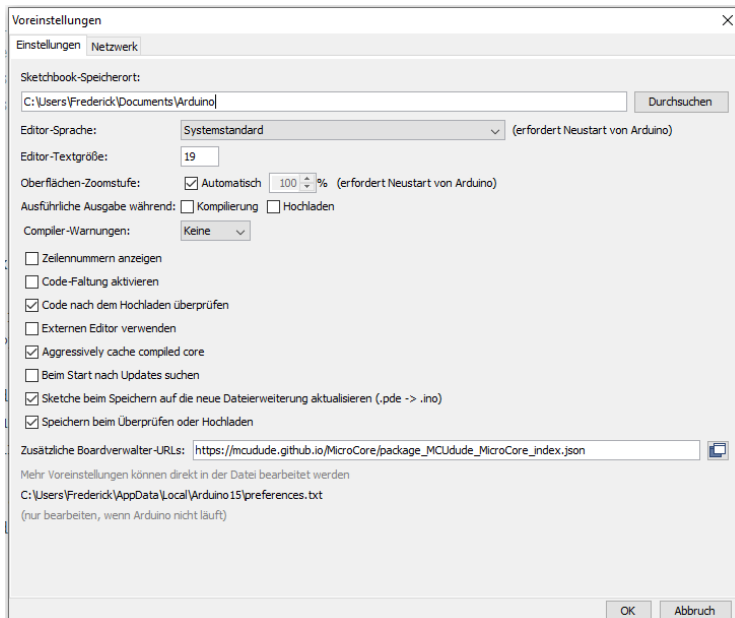 Voreinstellungen
Einstellungen Netzwerk
Sketchbook-Speicherort:
C:\Users\Frederick\Documents\Arduino Durchsuchen
Editor-Sprache: Systemstandard (erfordert Neustart von Arduino)
Editor-Textgröße: 19
Oberflächen-Zoomstufe: Automatisch 100 % (erfordert Neustart von Arduino)
Ausführliche Ausgabe während: Kompilierung Hochladen
Compiler-Warnungen: Keine
Zeilennummern anzeigen
Code-Faltung aktivieren
Code nach dem Hochladen überprüfen
Externen Editor verwenden
Aggressively cache compiled core
Beim Start nach Updates suchen
Sketche beim Speichern auf die neue Dateierweiterung aktualisieren (.pde -> .ino)
Speichern beim Überprüfen oder Hochladen
Zusätzliche Boardverwalter-URLs: https://mcudude.github.io/MicroCore/package_MCUdude_MicroCore_index.json
Mehr Voreinstellungen können direkt in der Datei bearbeitet werden
C:\Users\Frederick\AppData\Local\Arduino15\preferences.txt
(nur bearbeiten, wenn Arduino nicht läuft)
OK Abbruch